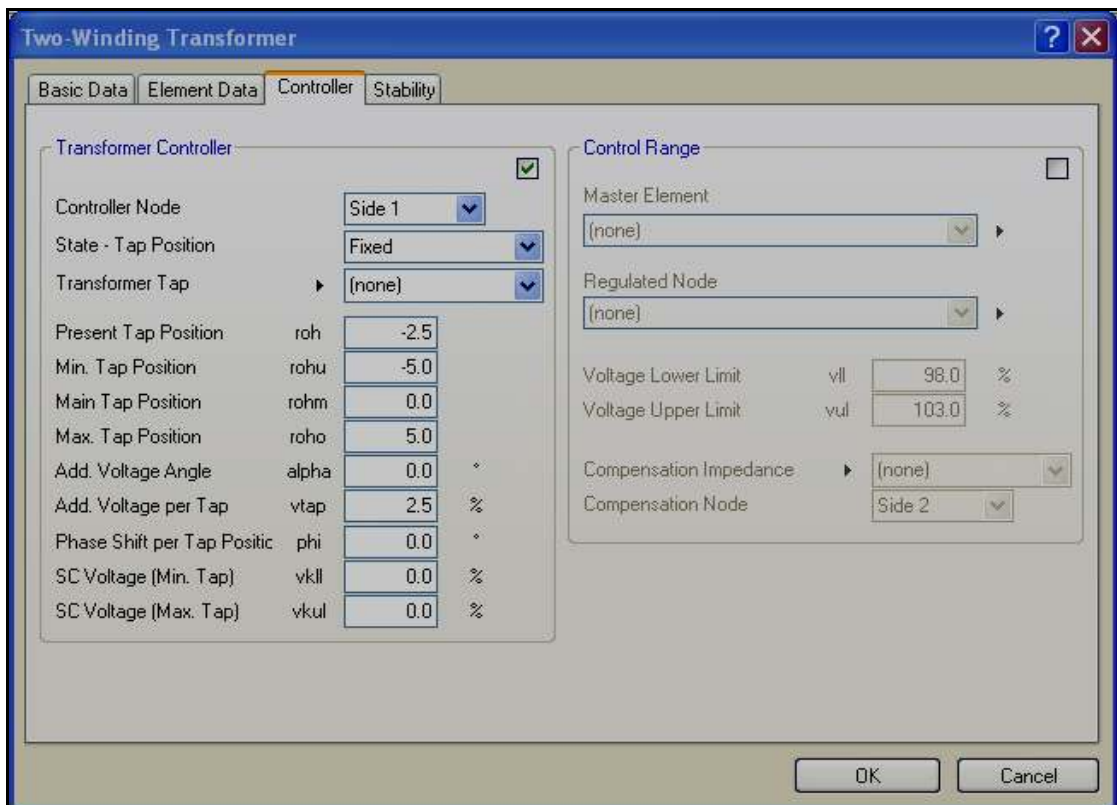 Two-Winding Transformer
?
Basic Data Element Data Controller Stability
Transformer Controller
Controller Node Side 1
State - Tap Position Fixed
Transformer Tap (none)
Present Tap Position roh -2.5
Min. Tap Position rohu -5.0
Main Tap Position rohm 0.0
Max. Tap Position roho 5.0
Add. Voltage Angle alpha 0.0 °
Add. Voltage per Tap vtap 2.5 %
Phase Shift per Tap Positic phi 0.0 °
SC Voltage (Min. Tap) vkll 0.0 %
SC Voltage (Max. Tap) vkul 0.0 %
Control Range
Master Element
(none)
Regulated Node
(none)
Voltage Lower Limit vll 98.0 %
Voltage Upper Limit vul 103.0 %
Compensation Impedance (none)
Compensation Node Side 2
OK Cancel